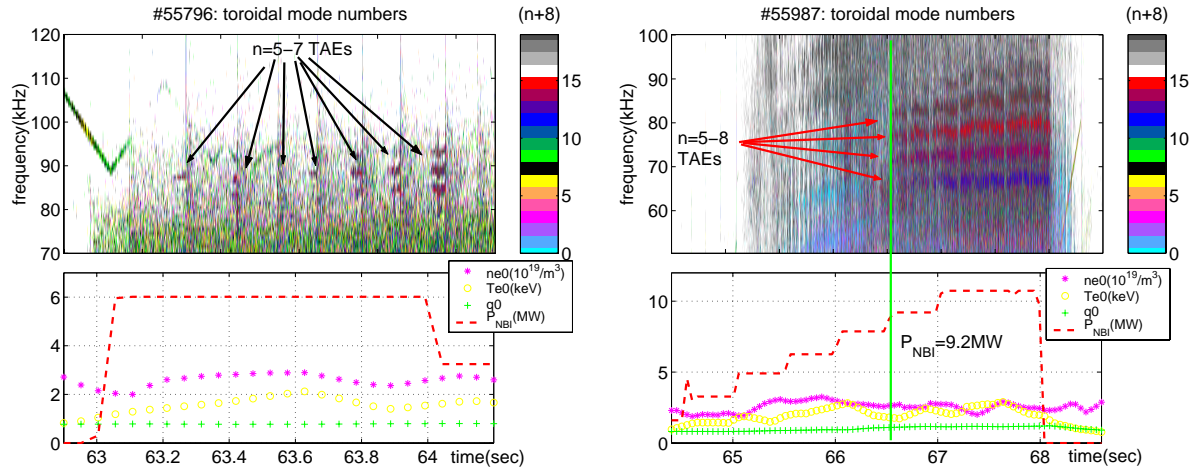 #55796: toroidal mode numbers
(n+8)
120
110
100
90
80
70
frequency(kHz)
n=5−7 TAEs
15
10
5
0
6
4
2
0
ne0(10^19/m^3)
Te0(keV)
q0
P_NBI(MW)
63
63.2
63.4
63.6
63.8
64
time(sec)
#55987: toroidal mode numbers
(n+8)
100
90
80
70
60
frequency(kHz)
n=5−8
TAEs
15
10
5
0
10
5
0
ne0(10^19/m^3)
Te0(keV)
q0
P_NBI(MW)
P_NBI=9.2MW
65
66
67
68
time(sec)